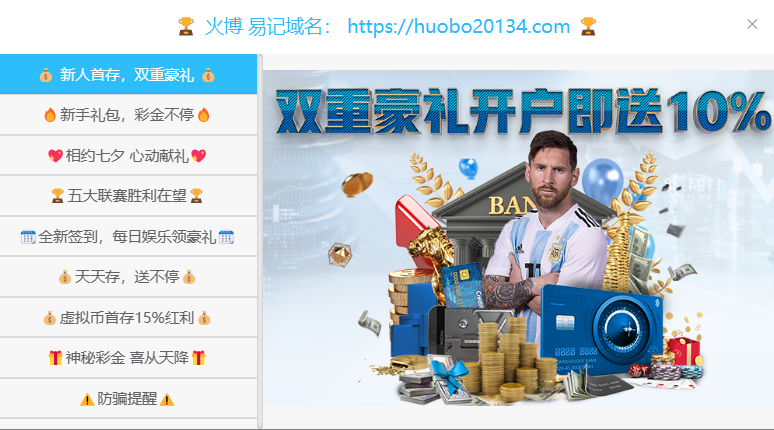 🏆 火博 易记域名： https://huobo20134.com 🏆
×
💰 新人首存，双重豪礼 💰
🔥新手礼包，彩金不停🔥
💖相约七夕 心动献礼💖
🏆五大联赛胜利在望🏆
📅全新签到，每日娱乐领豪礼📅
💰天天存，送不停💰
💰虚拟币首存15%红利💰
🎁神秘彩金 喜从天降🎁
⚠️防骗提醒⚠️
双重豪礼开户即送10%
BAN